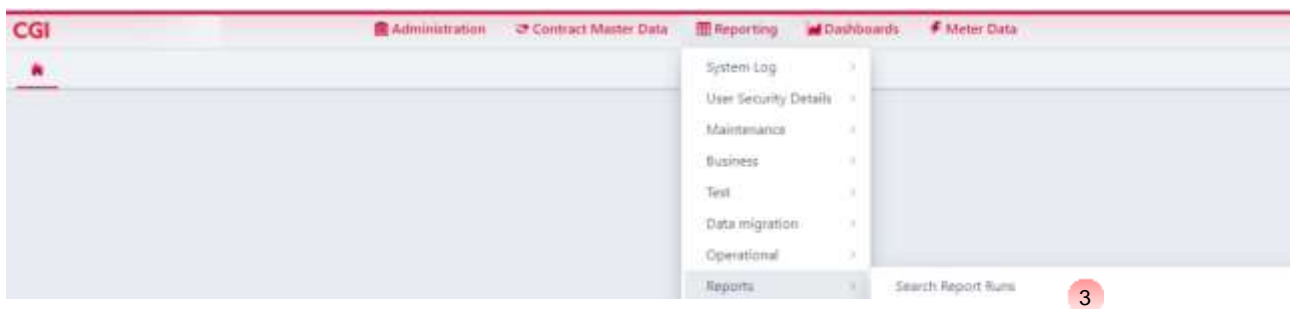 CGI Administration Contract Master Data Reporting Dashboards Meter Data
System Log
User Security Details
Maintenance
Business
Test
Data migration
Operational
Reports Search Report Runs
3